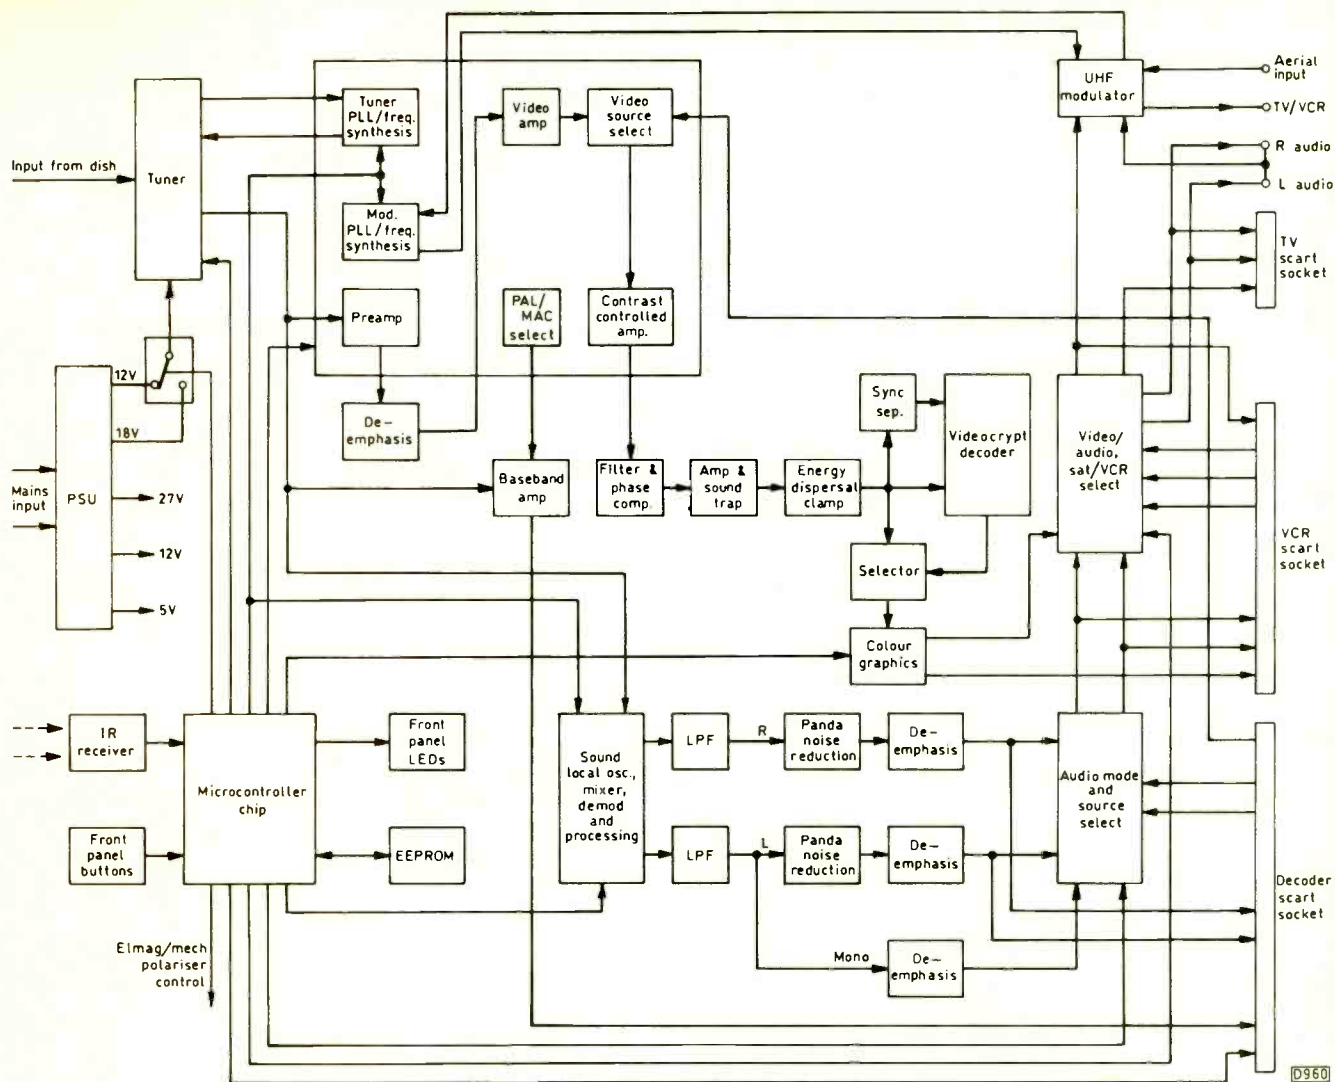 Input from dish
Tuner
Tuner
PLL/freq.
synthesis
Mod.
PLL/freq.
synthesis
Video
amp
Video
source
select
UHF
modulator
Aerial
input
TV/VCR
R audio
L audio
TV
scart
socket
Preamp
PAL/
MAC
select
Contrast
controlled
amp.
De-
emphasis
12V
18V
Mains
input
PSU
27V
12V
5V
Baseband
amp
Filter &
phase
comp.
Amp &
sound
trap
Energy
dispersal
clamp
Sync
sep.
Videocrypt
decoder
Selector
Colour
graphics
Video/
audio,
sat/VCR
select
VCR
scart
socket
IR
receiver
Front
panel
buttons
Microcontroller
chip
Front
panel
LEDs
EEPROM
Elmag/mech
polariser
control
Sound
local osc.,
mixer,
demod
and
processing
LPF
R
Panda
noise
reduction
De-
emphasis
LPF
L
Panda
noise
reduction
De-
emphasis
Mono
De-
emphasis
Audio mode
and
source
select
Decoder
scart
socket
D960